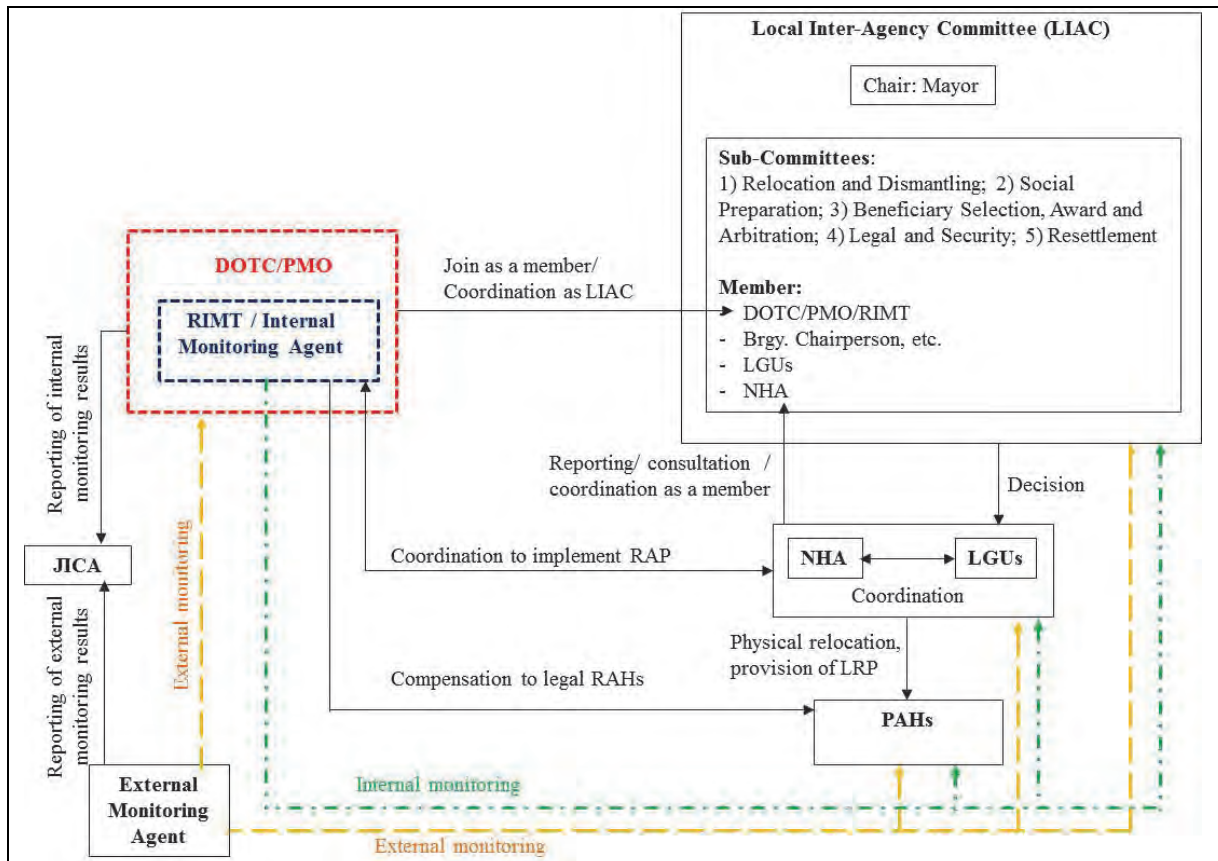 Local Inter-Agency Committee (LIAC)
Chair: Mayor
Sub-Committees:
1) Relocation and Dismantling; 2) Social
Preparation; 3) Beneficiary Selection, Award and
Arbitration; 4) Legal and Security; 5) Resettlement
Member:
DOTC/PMO/RIMT
- Brgy. Chairperson, etc.
- LGUs
- NHA
DOTC/PMO
RIMT / Internal
Monitoring Agent
Join as a member/
Coordination as LIAC
Reporting of internal
monitoring results
Reporting/ consultation /
coordination as a member
Decision
JICA
External monitoring
Coordination to implement RAP
NHA
LGUs
Coordination
Reporting of external
monitoring results
Physical relocation,
provision of LRP
Compensation to legal RAHs
PAHs
External
Monitoring
Agent
Internal monitoring
External monitoring